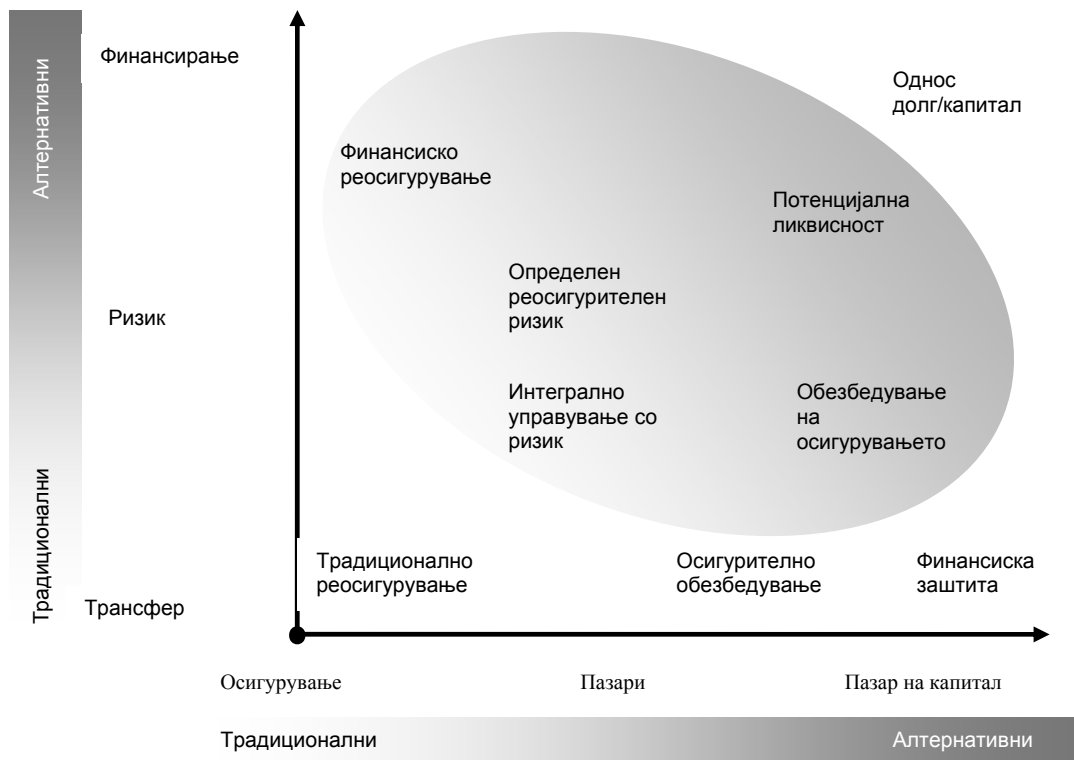 Алтернативни
Традиционални
Финансирање
Ризик
Трансфер
Однос
долг/капитал
Финансиско
реосигурување
Потенцијална
ликвисност
Определен
реосигурителен
ризик
Интегрално
управување со
ризик
Обезбедување
на
осигурувањето
Традиционално
реосигурување
Осигурително
обезбедување
Финансиска
заштита
Осигурување
Пазари
Пазар на капитал
Традиционални
Алтернативни